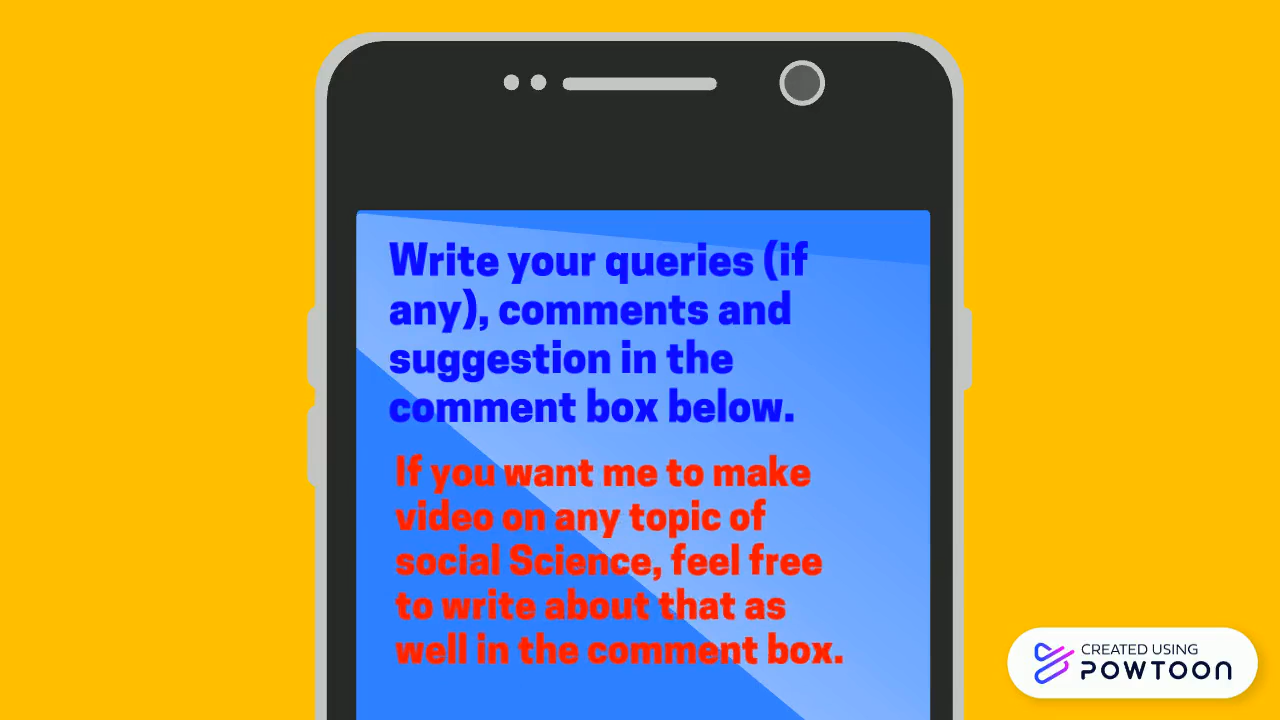 Write your queries (if
any), comments and
suggestion in the
comment box below.
If you want me to make
video on any topic of
social Science, feel free
to write about that as
well in the comment box.
CREATED USING
POWTOON